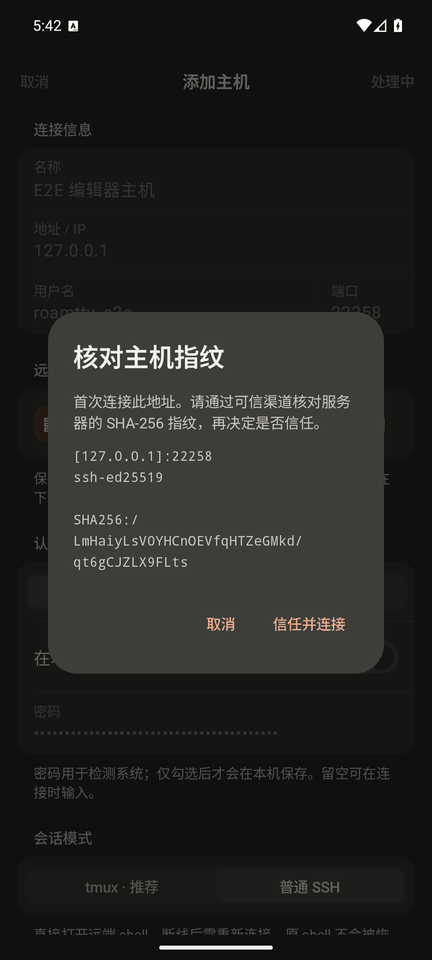 5:42
取消
添加主机
处理中
连接信息
名称
E2E 编辑器主机
地址 / IP
127.0.0.1
用户名
端口
22258
核对主机指纹
首次连接此地址。请通过可信渠道核对服务
器的 SHA-256 指纹，再决定是否信任。
[127.0.0.1]:22258
ssh-ed25519
SHA256:/
LmHaiyLsVOYHCnOEVfqHTZeGMkd/
qt6gCJZLX9FLts
取消
信任并连接
密码
密码用于检测系统；仅勾选后才会在本机保存。留空可在连
接时输入。
会话模式
tmux · 推荐
普通 SSH